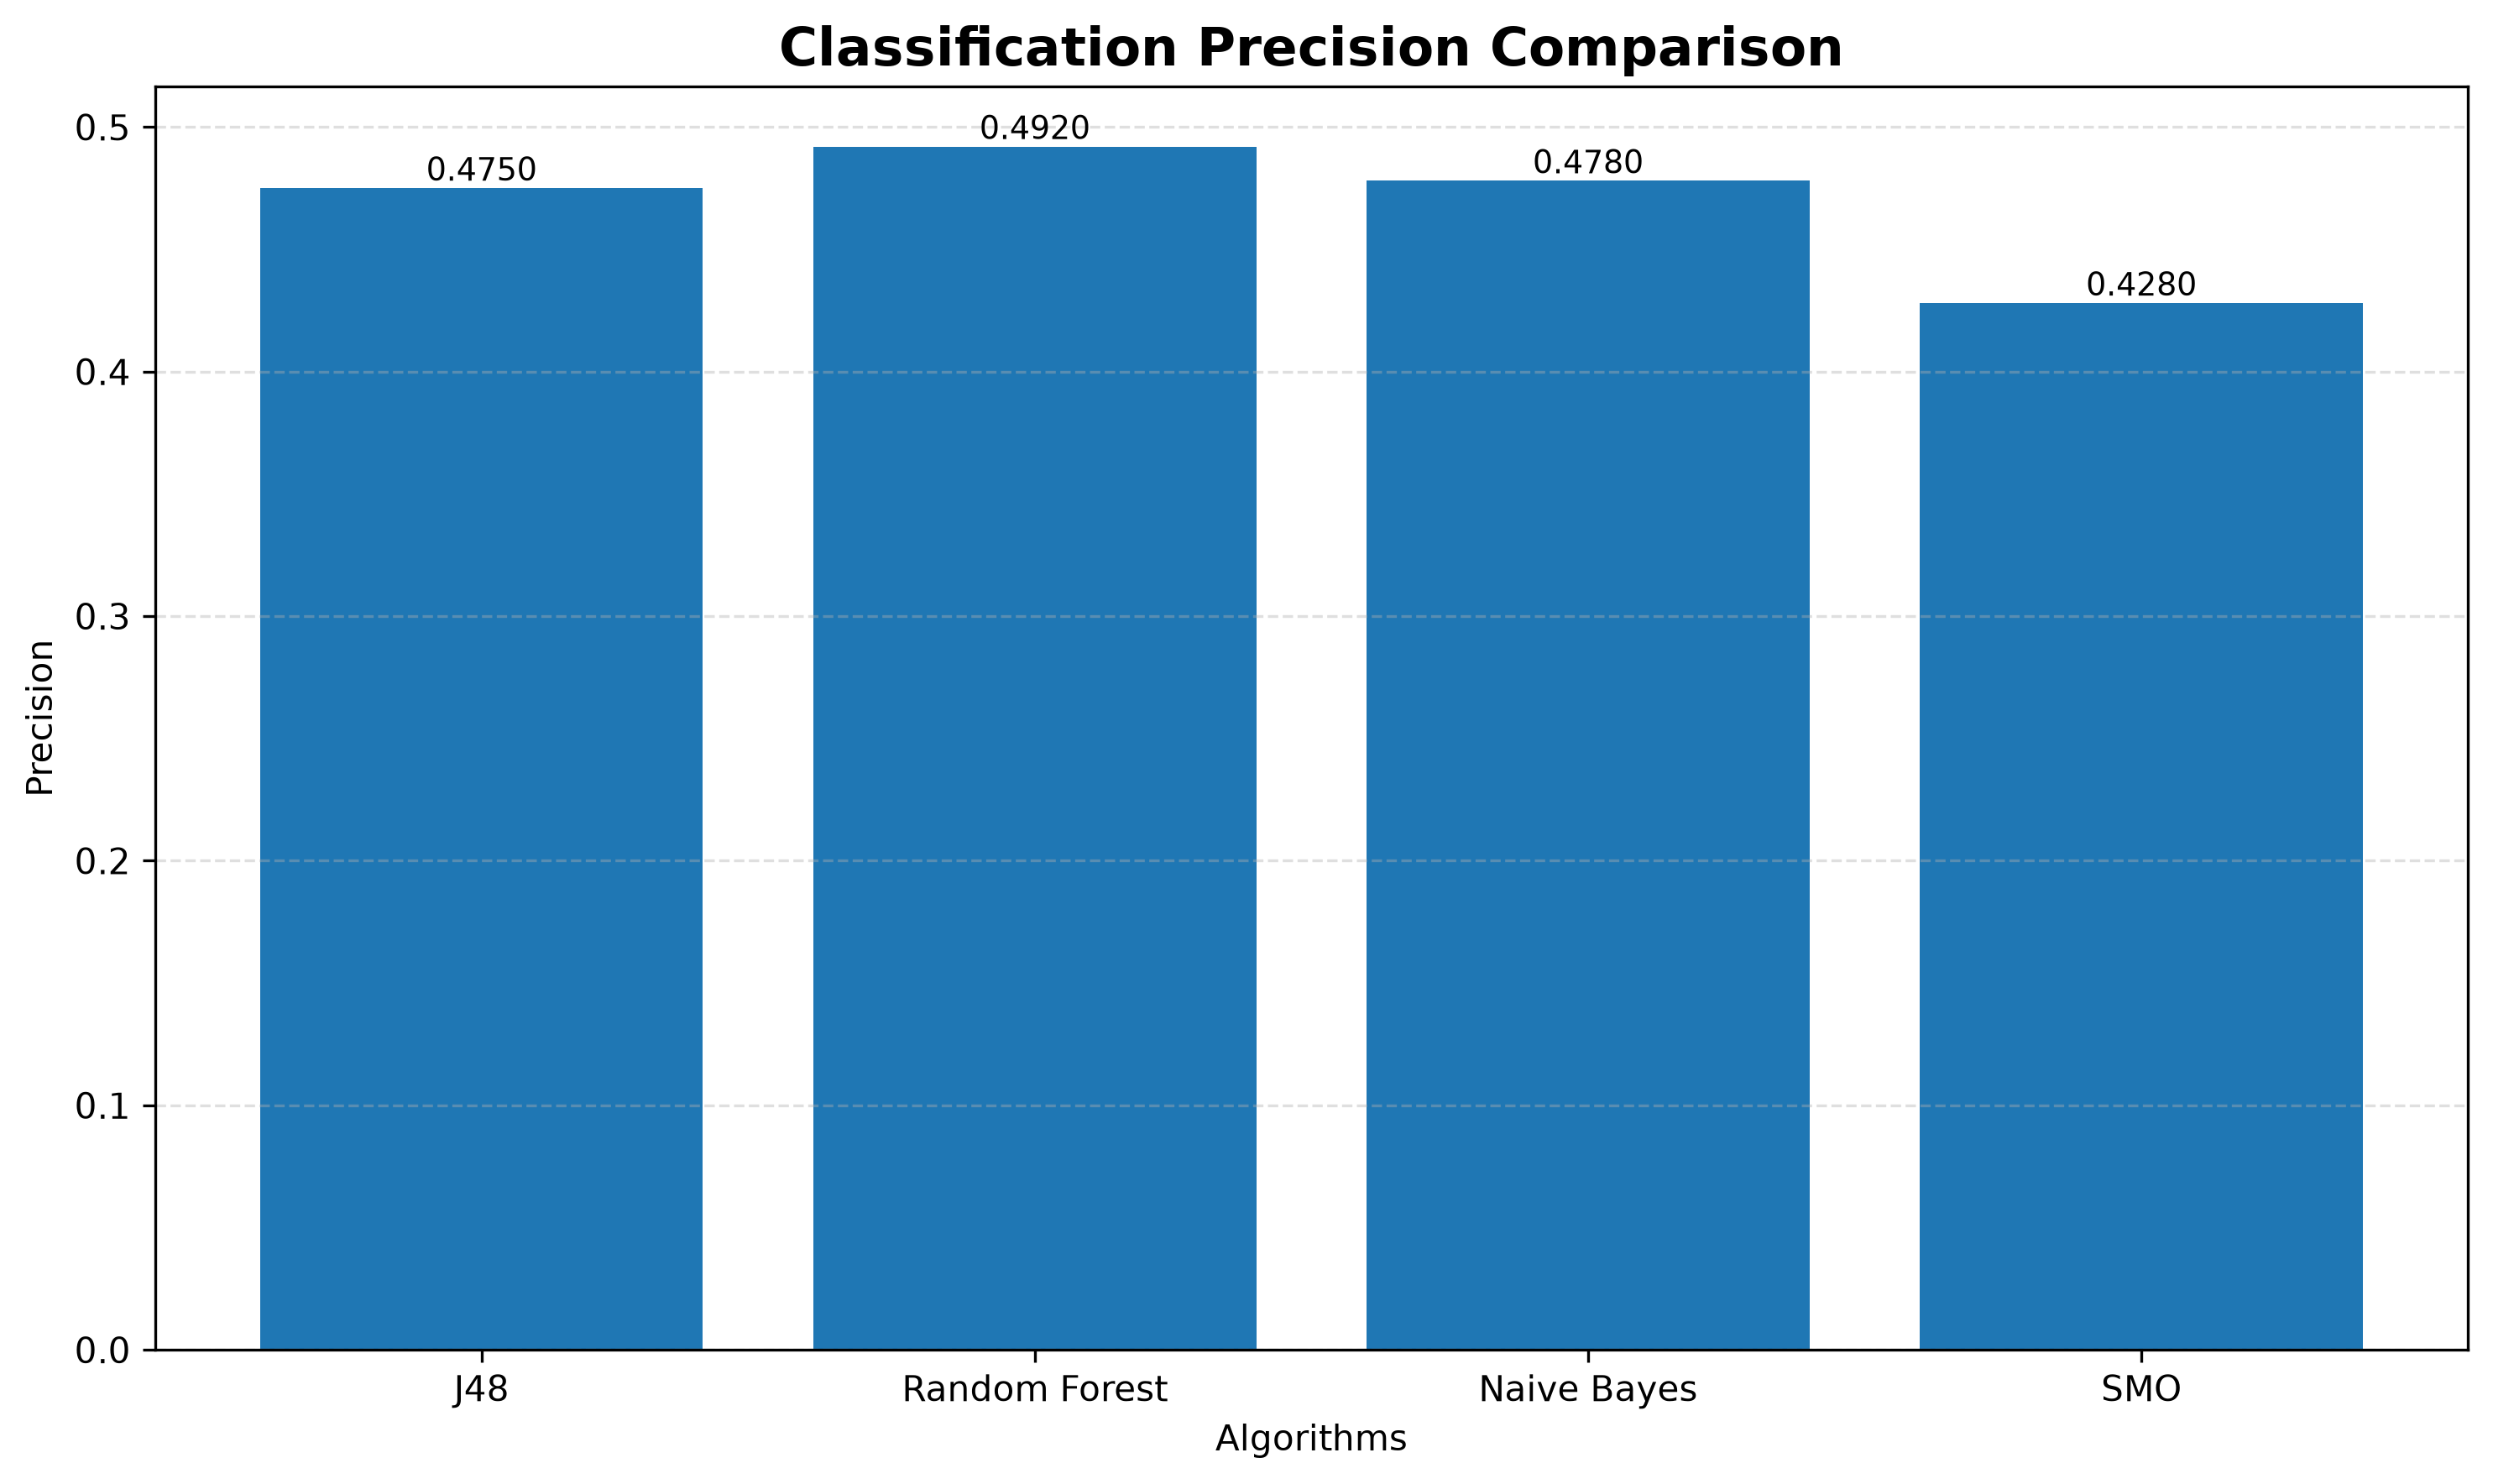 Classification Precision Comparison
0.5
0.4920
0.4750
0.4780
0.4280
0.4
0.3
Precision
0.2
0.1
0.0
J48 Random Forest Naive Bayes SMO
Algorithms